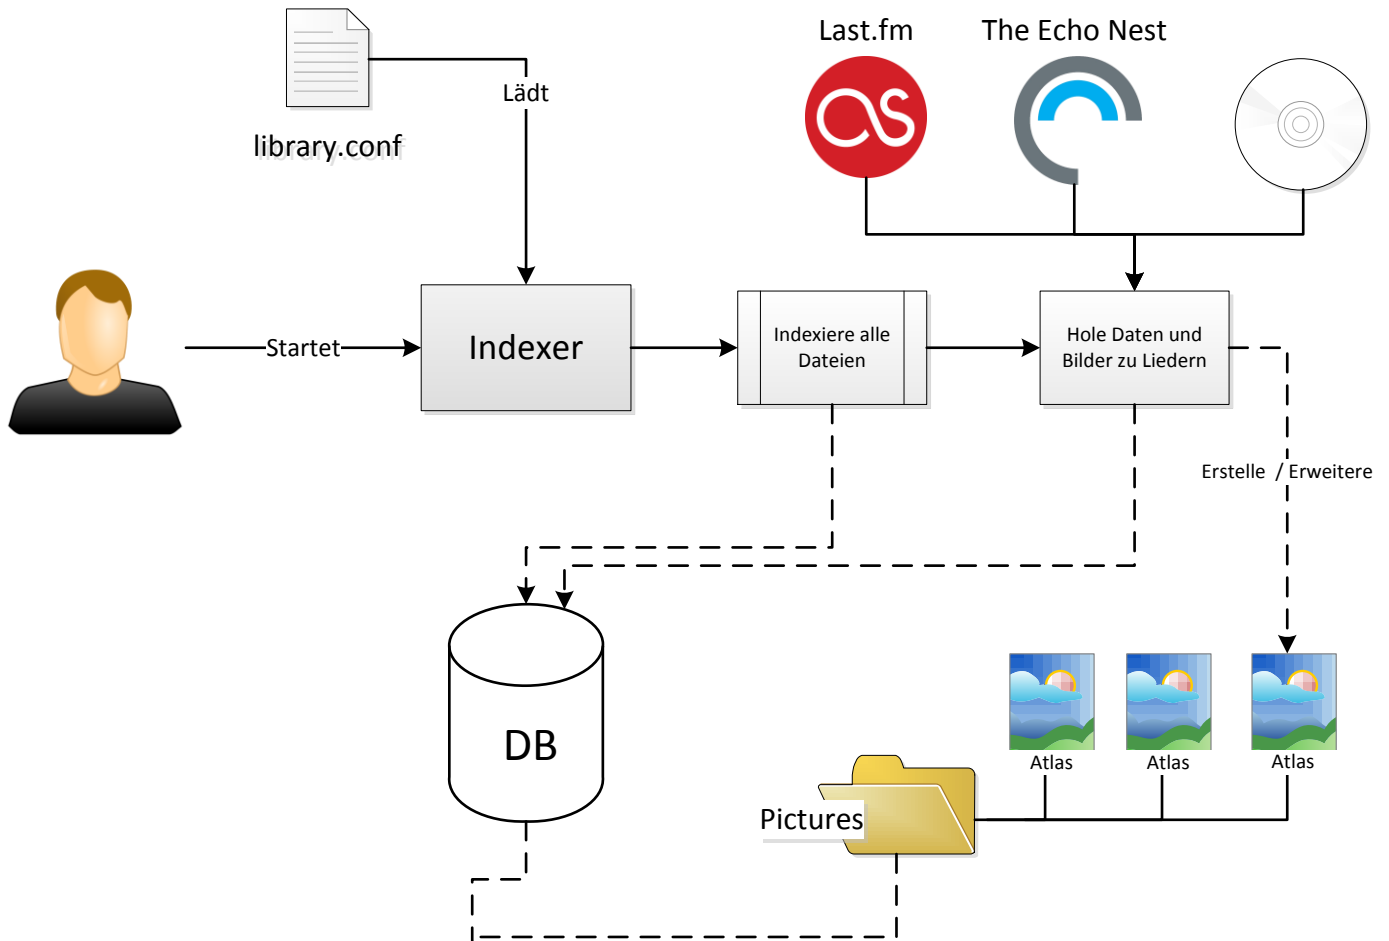 Last.fm
The Echo Nest
Lädt
library.conf
Startet
Indexer
Indexiere alle
Dateien
Hole Daten und
Bilder zu Liedern
Erstelle / Erweitere
DB
Atlas
Atlas
Atlas
Pictures